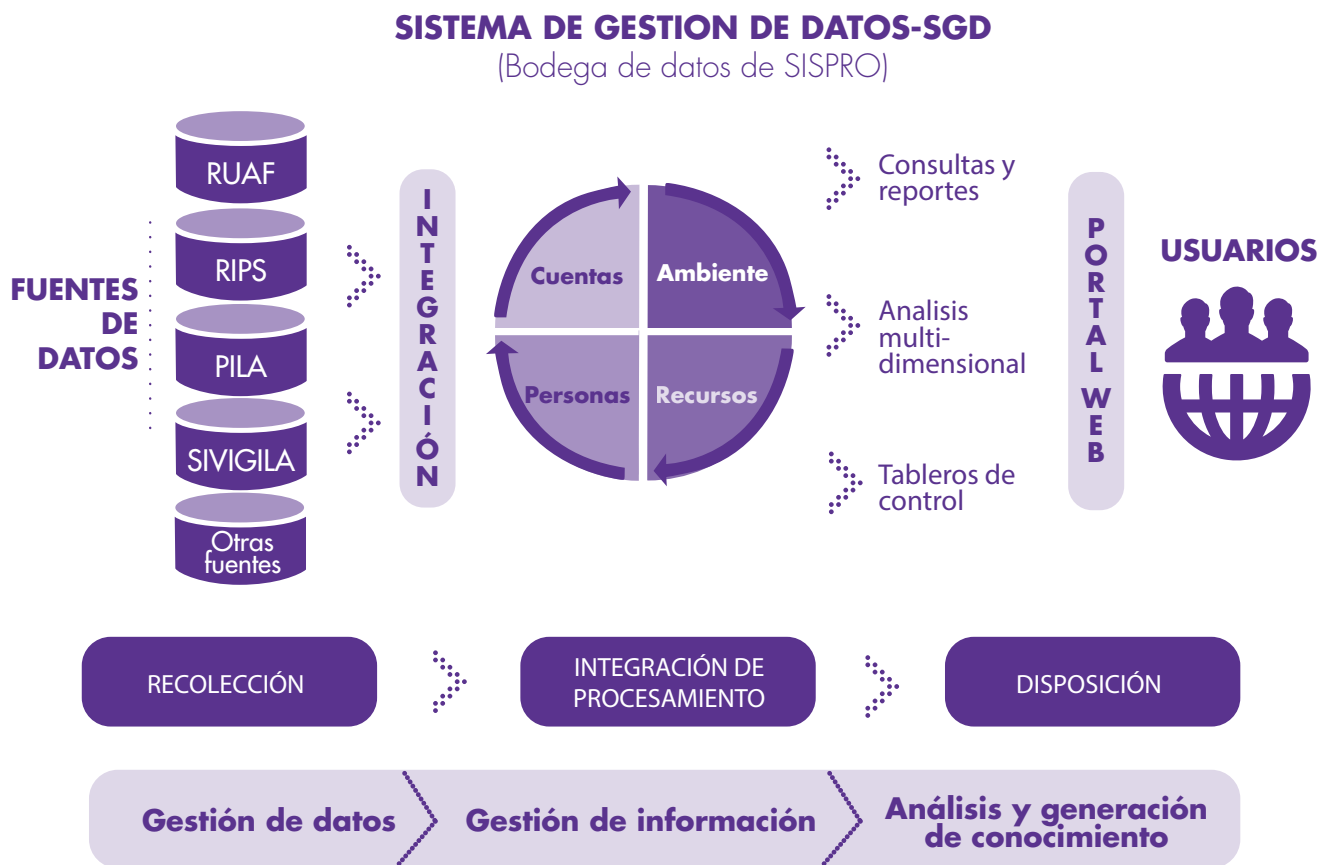 SISTEMA DE GESTION DE DATOS-SGD
(Bodega de datos de SISPRO)
FUENTES
DE
DATOS
RUAF
RIPS
PILA
SIVIGILA
Otras
fuentes
INTEGRACIÓN
Cuentas
Ambiente
Personas
Recursos
Consultas y
reportes
Analisis
multi-
dimensional
Tableros de
control
PORTAL WEB
USUARIOS
RECOLECCIÓN
INTEGRACIÓN DE
PROCESAMIENTO
DISPOSICIÓN
Gestión de datos
Gestión de información
Análisis y generación
de conocimiento